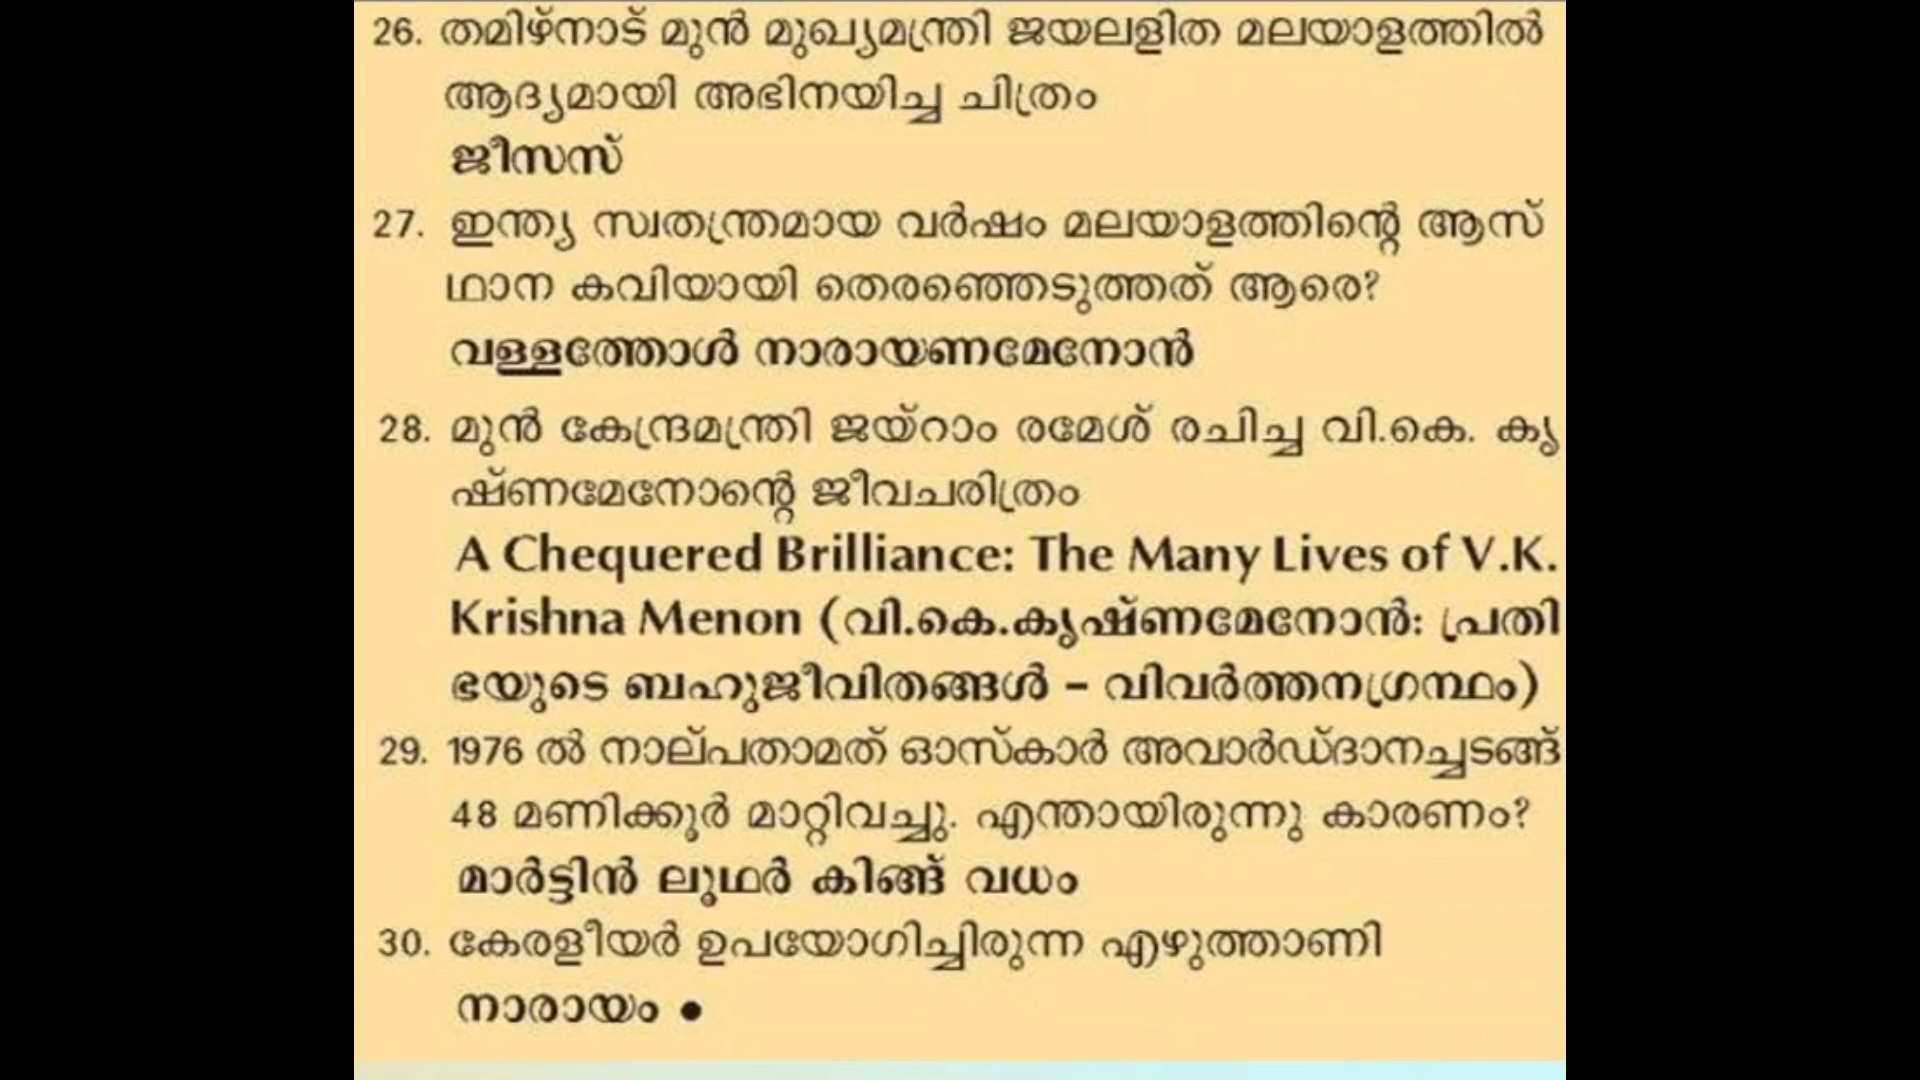 26. തമിഴ്നാട് മുൻ മുഖ്യമന്ത്രി ജയലളിത മലയാളത്തിൽ
ആദ്യമായി അഭിനയിച്ച ചിത്രം
ജീസസ്
27. ഇന്ത്യ സ്വതന്ത്രമായ വർഷം മലയാളത്തിന്റെ ആസ്
ഥാന കവിയായി തെരഞ്ഞെടുത്തത് ആരെ?
വള്ളത്തോൾ നാരായണമേനോൻ
28. മുൻ കേന്ദ്രമന്ത്രി ജയ്റാം രമേശ് രചിച്ച വി.കെ. കൃ
ഷ്ണമേനോന്റെ ജീവചരിത്രം
A Chequered Brilliance: The Many Lives of V.K.
Krishna Menon (വി.കെ.കൃഷ്ണമേനോൻ: പ്രതി
ഭയുടെ ബഹുജീവിതങ്ങൾ – വിവർത്തനഗ്രന്ഥം)
29. 1976 ൽ നാല്പതാമത് ഓസ്കാർ അവാർഡ്ദാനച്ചടങ്ങ്
48 മണിക്കൂർ മാറ്റിവച്ചു. എന്തായിരുന്നു കാരണം?
മാർട്ടിൻ ലൂഥർ കിങ്ങ് വധം
30. കേരളീയർ ഉപയോഗിച്ചിരുന്ന എഴുത്താണി
നാരായം •